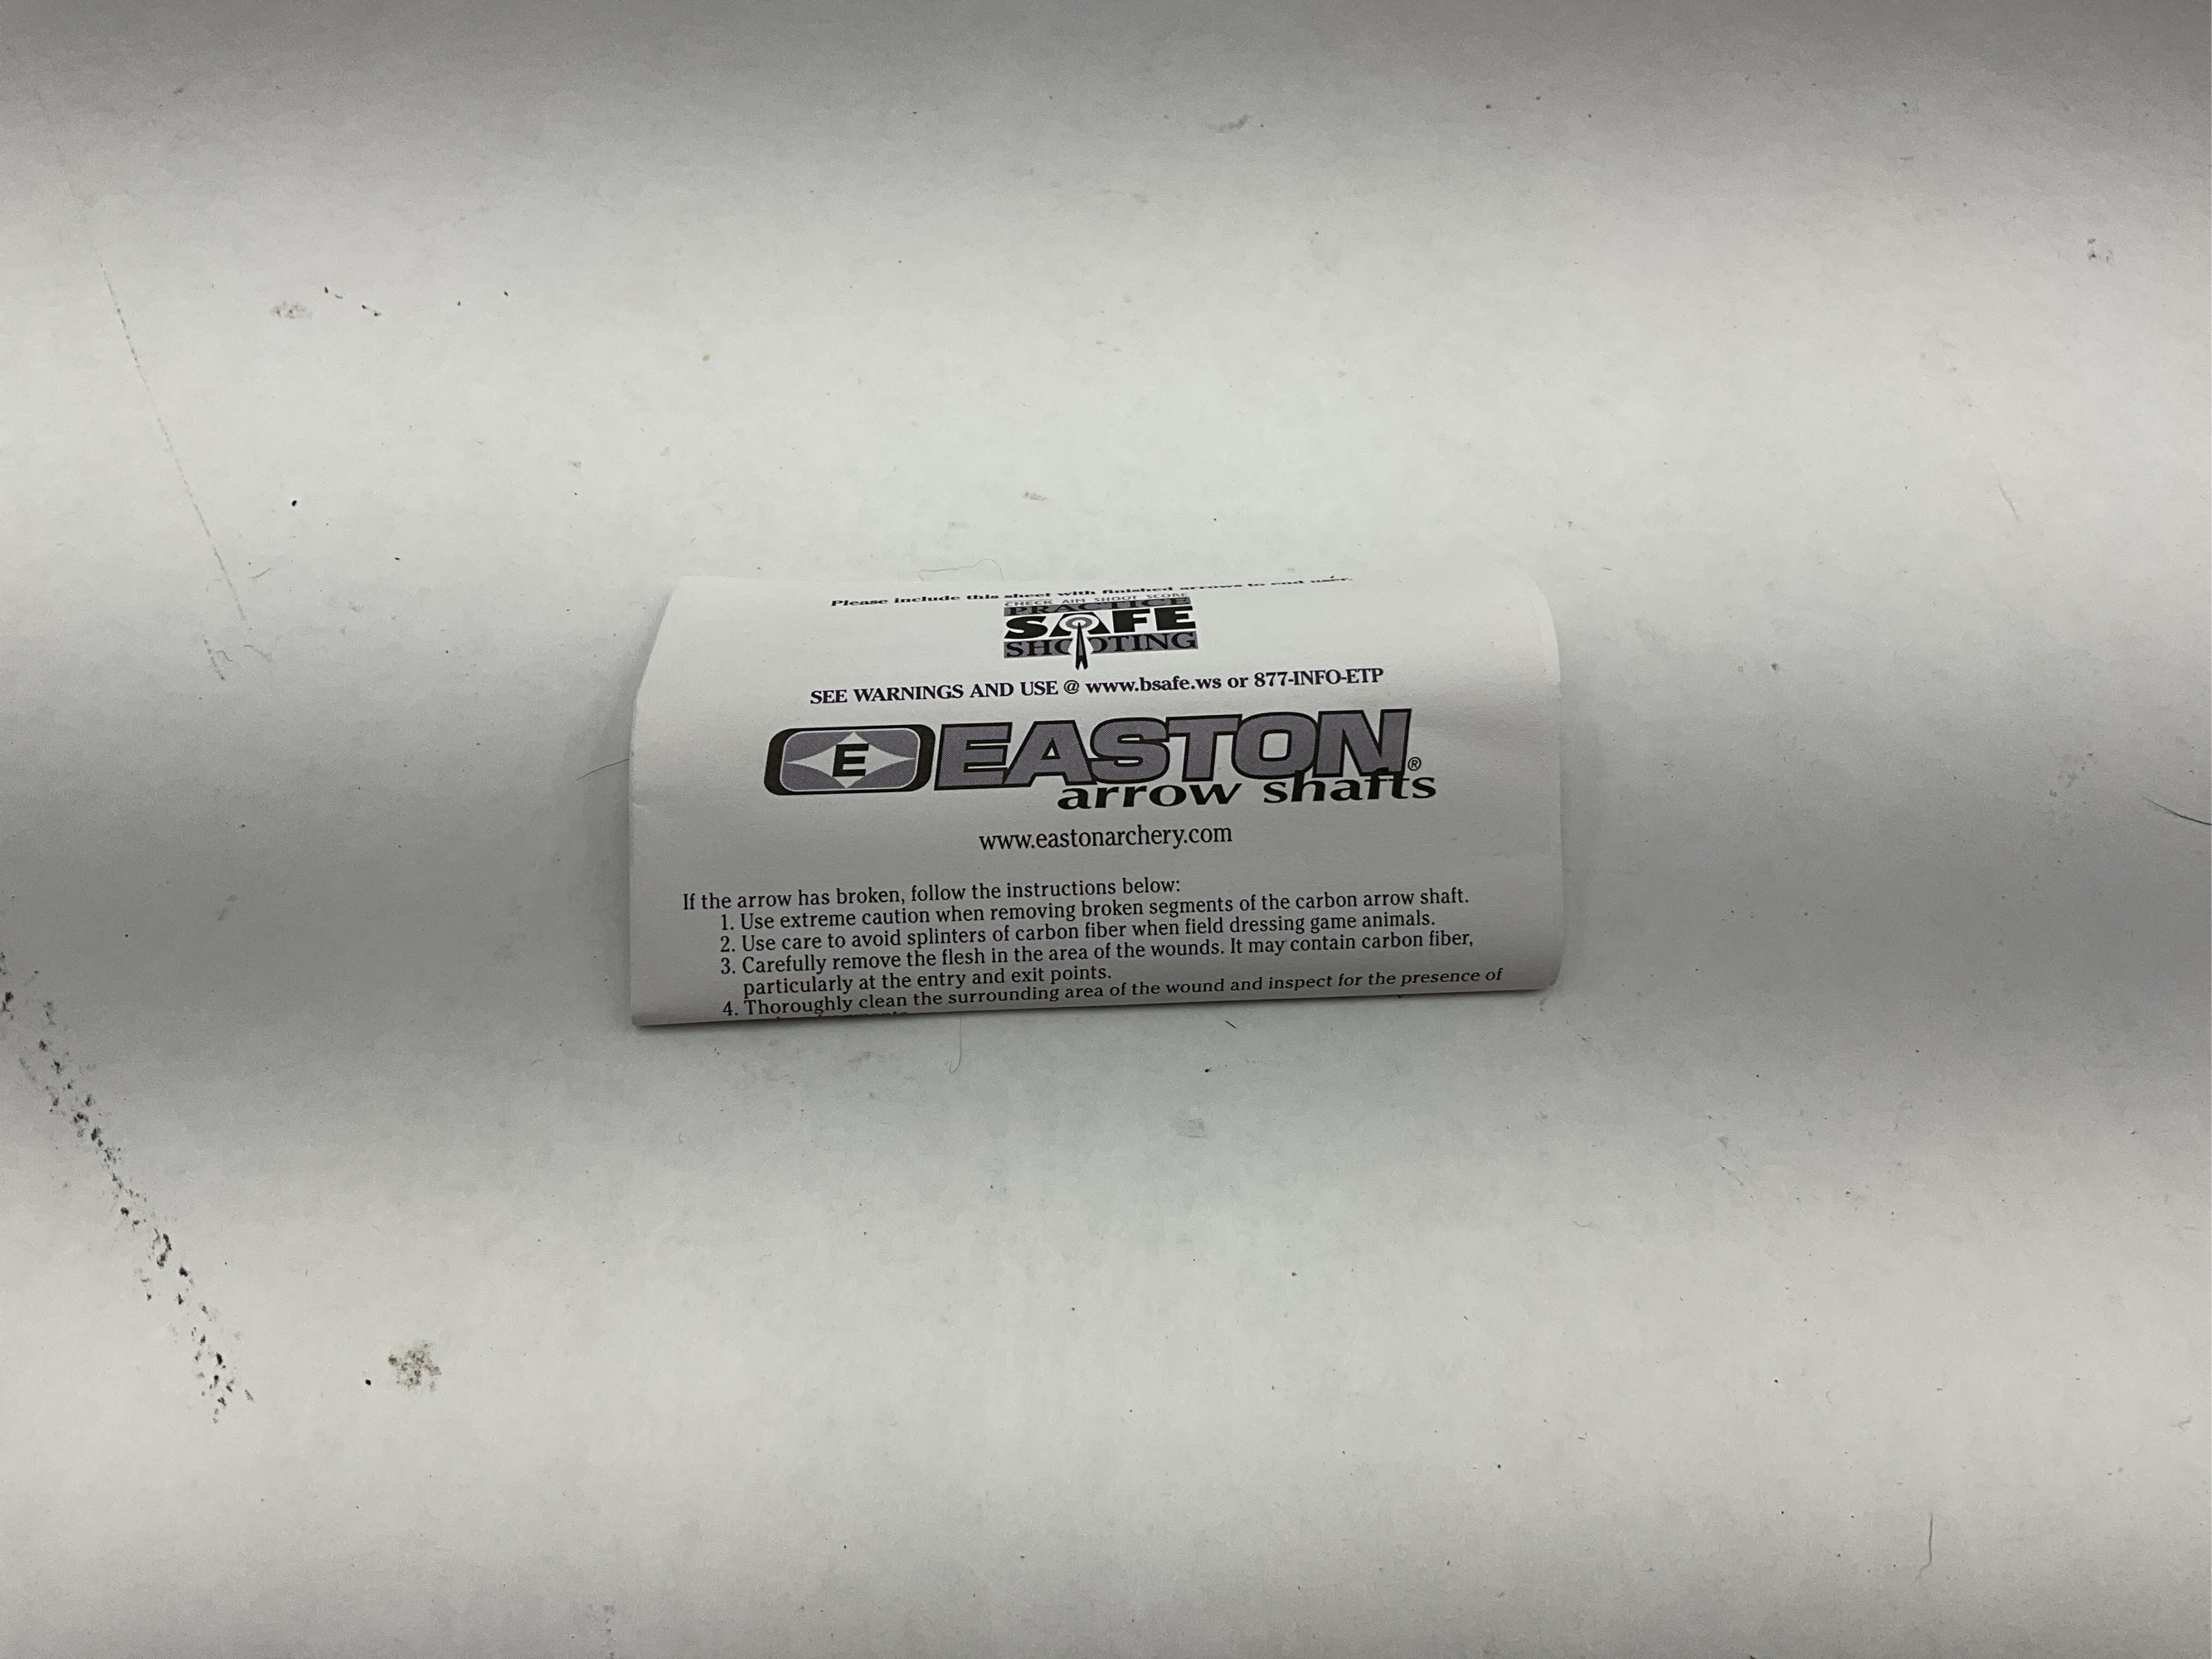 Please include this sheet with finished arrows to end user.
CHECK AIM SHOOT SCORE
PRACTICE
SAFE
SHOOTING
SEE WARNINGS AND USE @ www.bsafe.ws or 877-INFO-ETP
E EASTON®
arrow shafts
www.eastonarchery.com
If the arrow has broken, follow the instructions below:
1. Use extreme caution when removing broken segments of the carbon arrow shaft.
2. Use care to avoid splinters of carbon fiber when field dressing game animals.
3. Carefully remove the flesh in the area of the wounds. It may contain carbon fiber,
particularly at the entry and exit points.
4. Thoroughly clean the surrounding area of the wound and inspect for the presence of